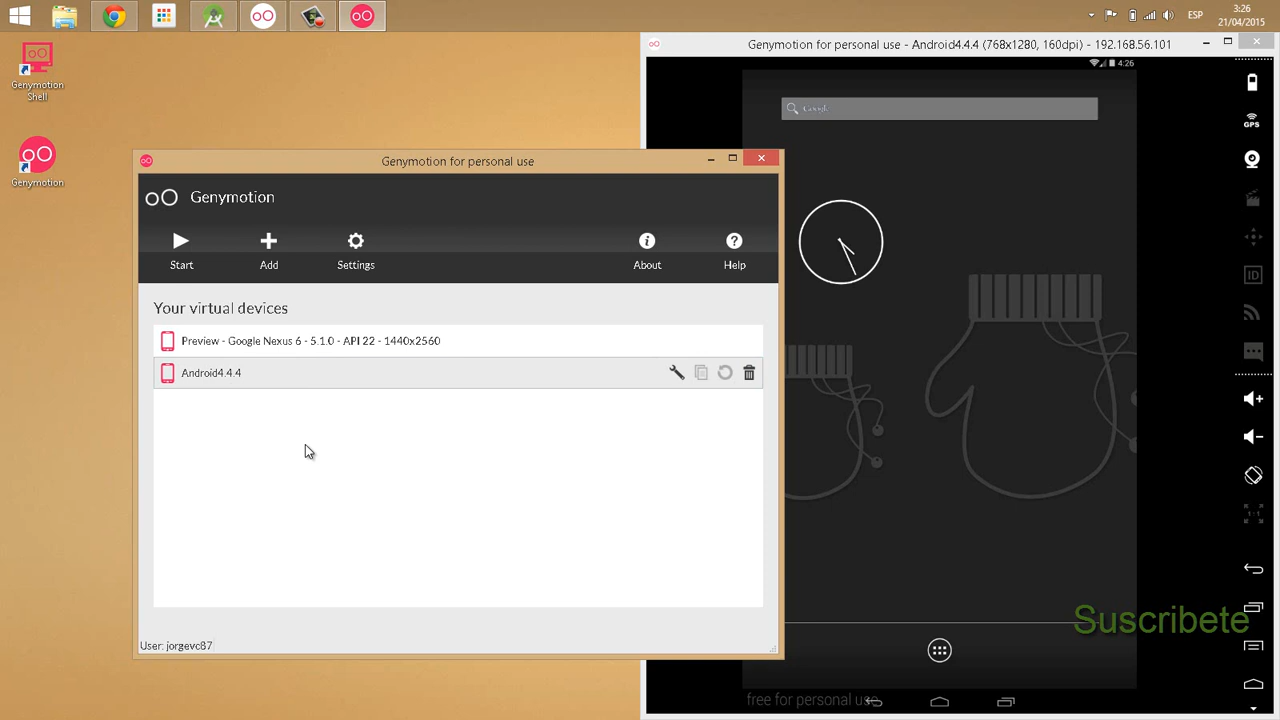 3:26
ESP
21/04/2015
Genymotion Shell
Genymotion
Genymotion for personal use - Android4.4.4 (768x1280, 160dpi) - 192.168.56.101
4:26
Google
GPS
ID
1:1
Genymotion for personal use
Genymotion
Start
Add
Settings
About
Help
Your virtual devices
Preview - Google Nexus 6 - 5.1.0 - API 22 - 1440x2560
Android4.4.4
User: jorgevc87
Suscribete
free for personal use